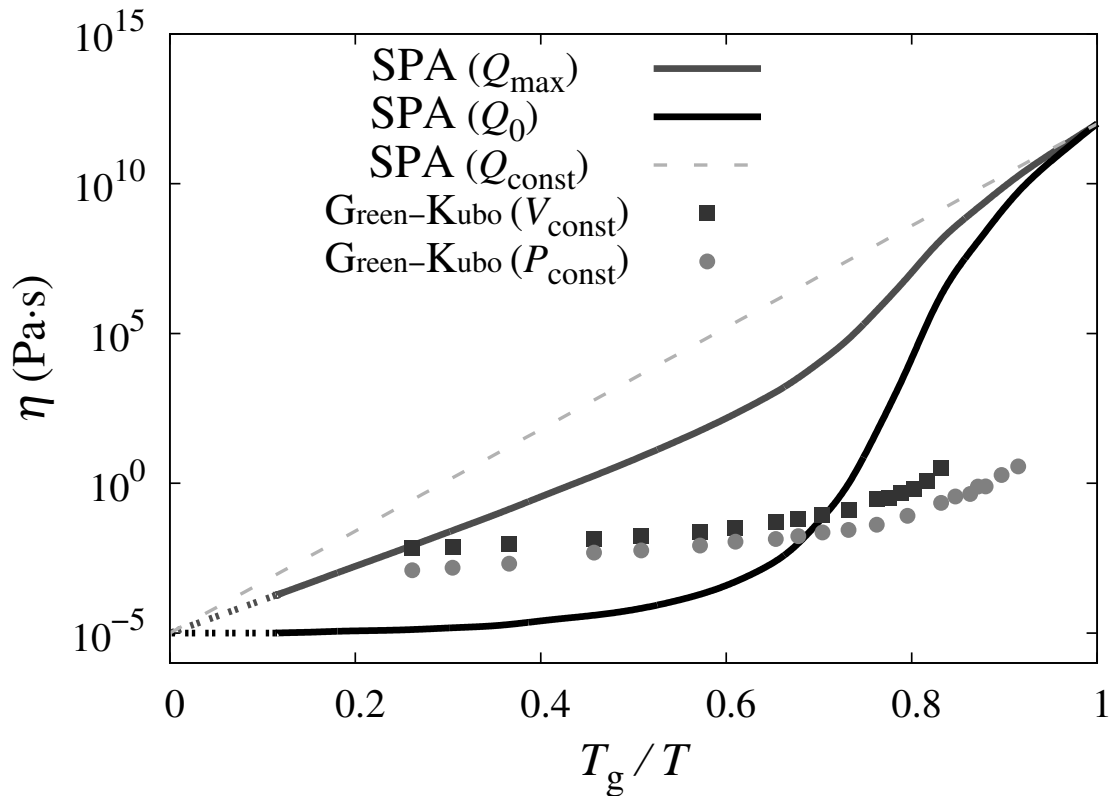 10^15
10^10
10^5
10^0
10^-5
η (Pa·s)
SPA (Q_max)
SPA (Q_0)
SPA (Q_const)
Green–Kubo (V_const)
Green–Kubo (P_const)
0 0.2 0.4 0.6 0.8 1
T_g / T